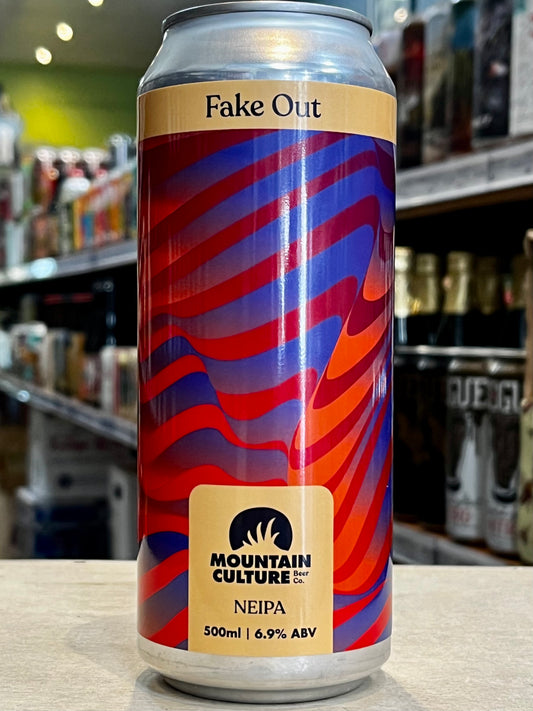 Fake Out
MOUNTAIN
CULTURE Beer Co.
NEIPA
500ml | 6.9% ABV